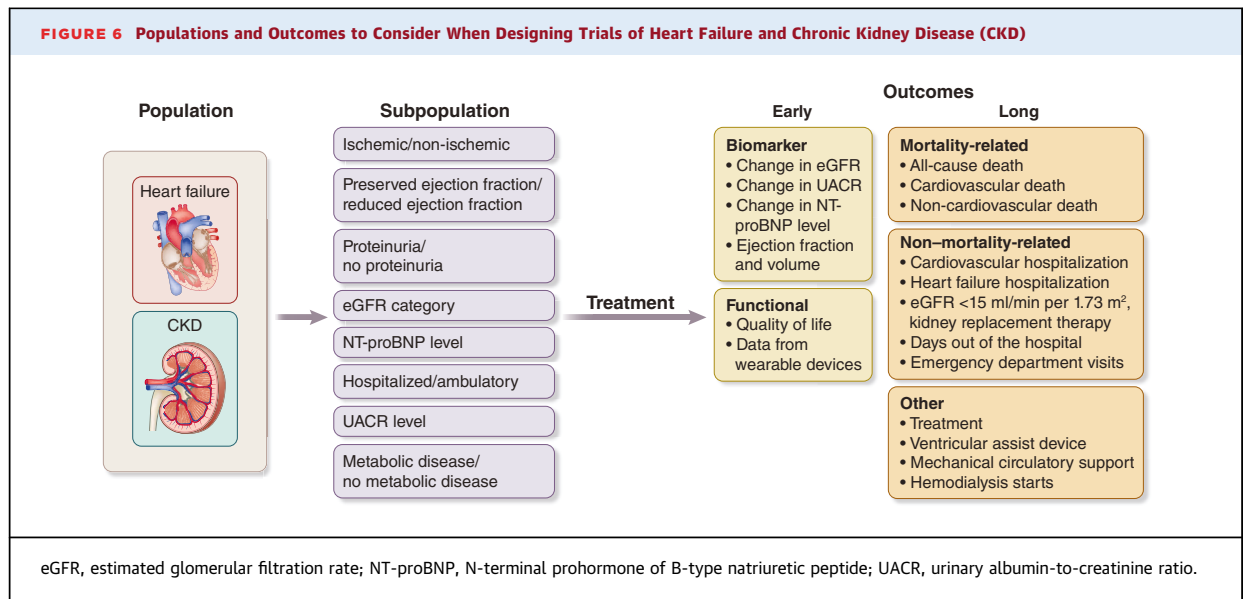 FIGURE 6 Populations and Outcomes to Consider When Designing Trials of Heart Failure and Chronic Kidney Disease (CKD)
Population
Heart failure
CKD
Subpopulation
Ischemic/non-ischemic
Preserved ejection fraction/
reduced ejection fraction
Proteinuria/
no proteinuria
eGFR category
NT-proBNP level
Hospitalized/ambulatory
UACR level
Metabolic disease/
no metabolic disease
Treatment
Outcomes
Early
Biomarker
• Change in eGFR
• Change in UACR
• Change in NT-
proBNP level
• Ejection fraction
and volume
Functional
• Quality of life
• Data from
wearable devices
Long
Mortality-related
• All-cause death
• Cardiovascular death
• Non-cardiovascular death
Non–mortality-related
• Cardiovascular hospitalization
• Heart failure hospitalization
• eGFR <15 ml/min per 1.73 m²,
kidney replacement therapy
• Days out of the hospital
• Emergency department visits
Other
• Treatment
• Ventricular assist device
• Mechanical circulatory support
• Hemodialysis starts
eGFR, estimated glomerular filtration rate; NT-proBNP, N-terminal prohormone of B-type natriuretic peptide; UACR, urinary albumin-to-creatinine ratio.